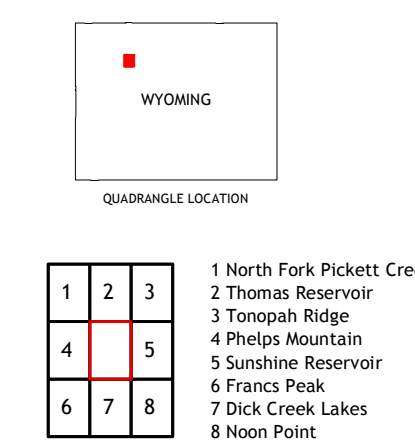 WYOMING
QUADRANGLE LOCATION
1 2 3
4 5
6 7 8
1 North Fork Pickett
2 Thomas Reservoir
3 Tonopah Ridge
4 Phelps Mountain
5 Sunshine Reservoir
6 Francs Peak
7 Dick Creek Lakes
8 Noon Point